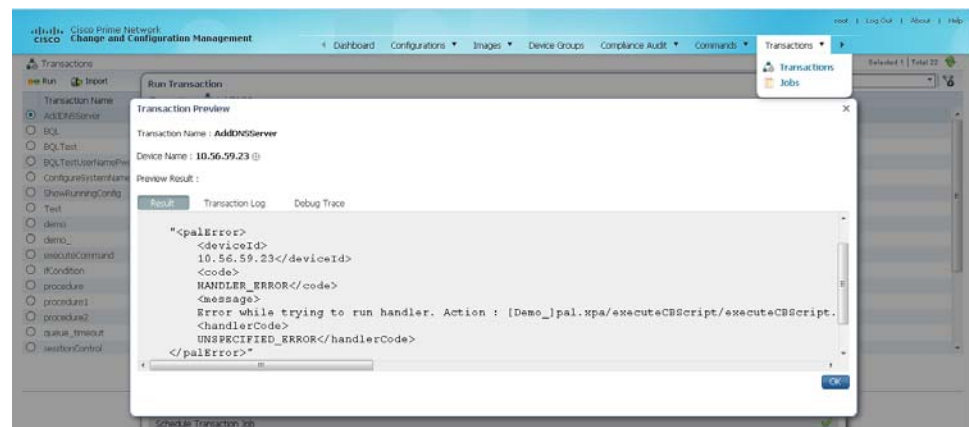 root | Log Out | About | Help
Cisco Prime Network
CISCO Change and Configuration Management
Dashboard Configurations Images Device Groups Compliance Audit Commands Transactions
Transactions
Jobs
Transactions
Selected 1 | Total 22
Run Import
Run Transaction
Transaction Name
AddDNSServer
BQL
BQLTest
BQLTestUserNamePw
ConfigureSystemName
ShowRunningConfig
Test
demo
demo_
executeCommand
ifCondition
procedure
procedure1
procedure2
queue_timeout
sessionControl
Transaction Preview
Transaction Name : AddDNSServer
Device Name : 10.56.59.23
Preview Result :
Result Transaction Log Debug Trace
"<palError>
<deviceId>
10.56.59.23</deviceId>
<code>
HANDLER_ERROR</code>
<message>
Error while trying to run handler. Action : [Demo_]pal.xpa/executeCBScript/executeCBScript.
<handlerCode>
UNSPECIFIED_ERROR</handlerCode>
</palError>"
OK
Schedule Transaction Job